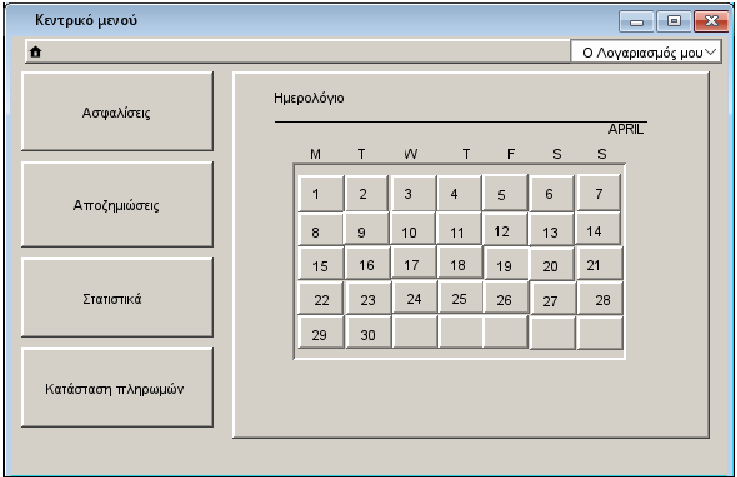 Κεντρικό μενού
Ο Λογαριασμός μου
Ασφαλίσεις
Αποζημιώσεις
Στατιστικά
Κατάσταση πληρωμών
Ημερολόγιο
APRIL
M T W T F S S
1 2 3 4 5 6 7
8 9 10 11 12 13 14
15 16 17 18 19 20 21
22 23 24 25 26 27 28
29 30